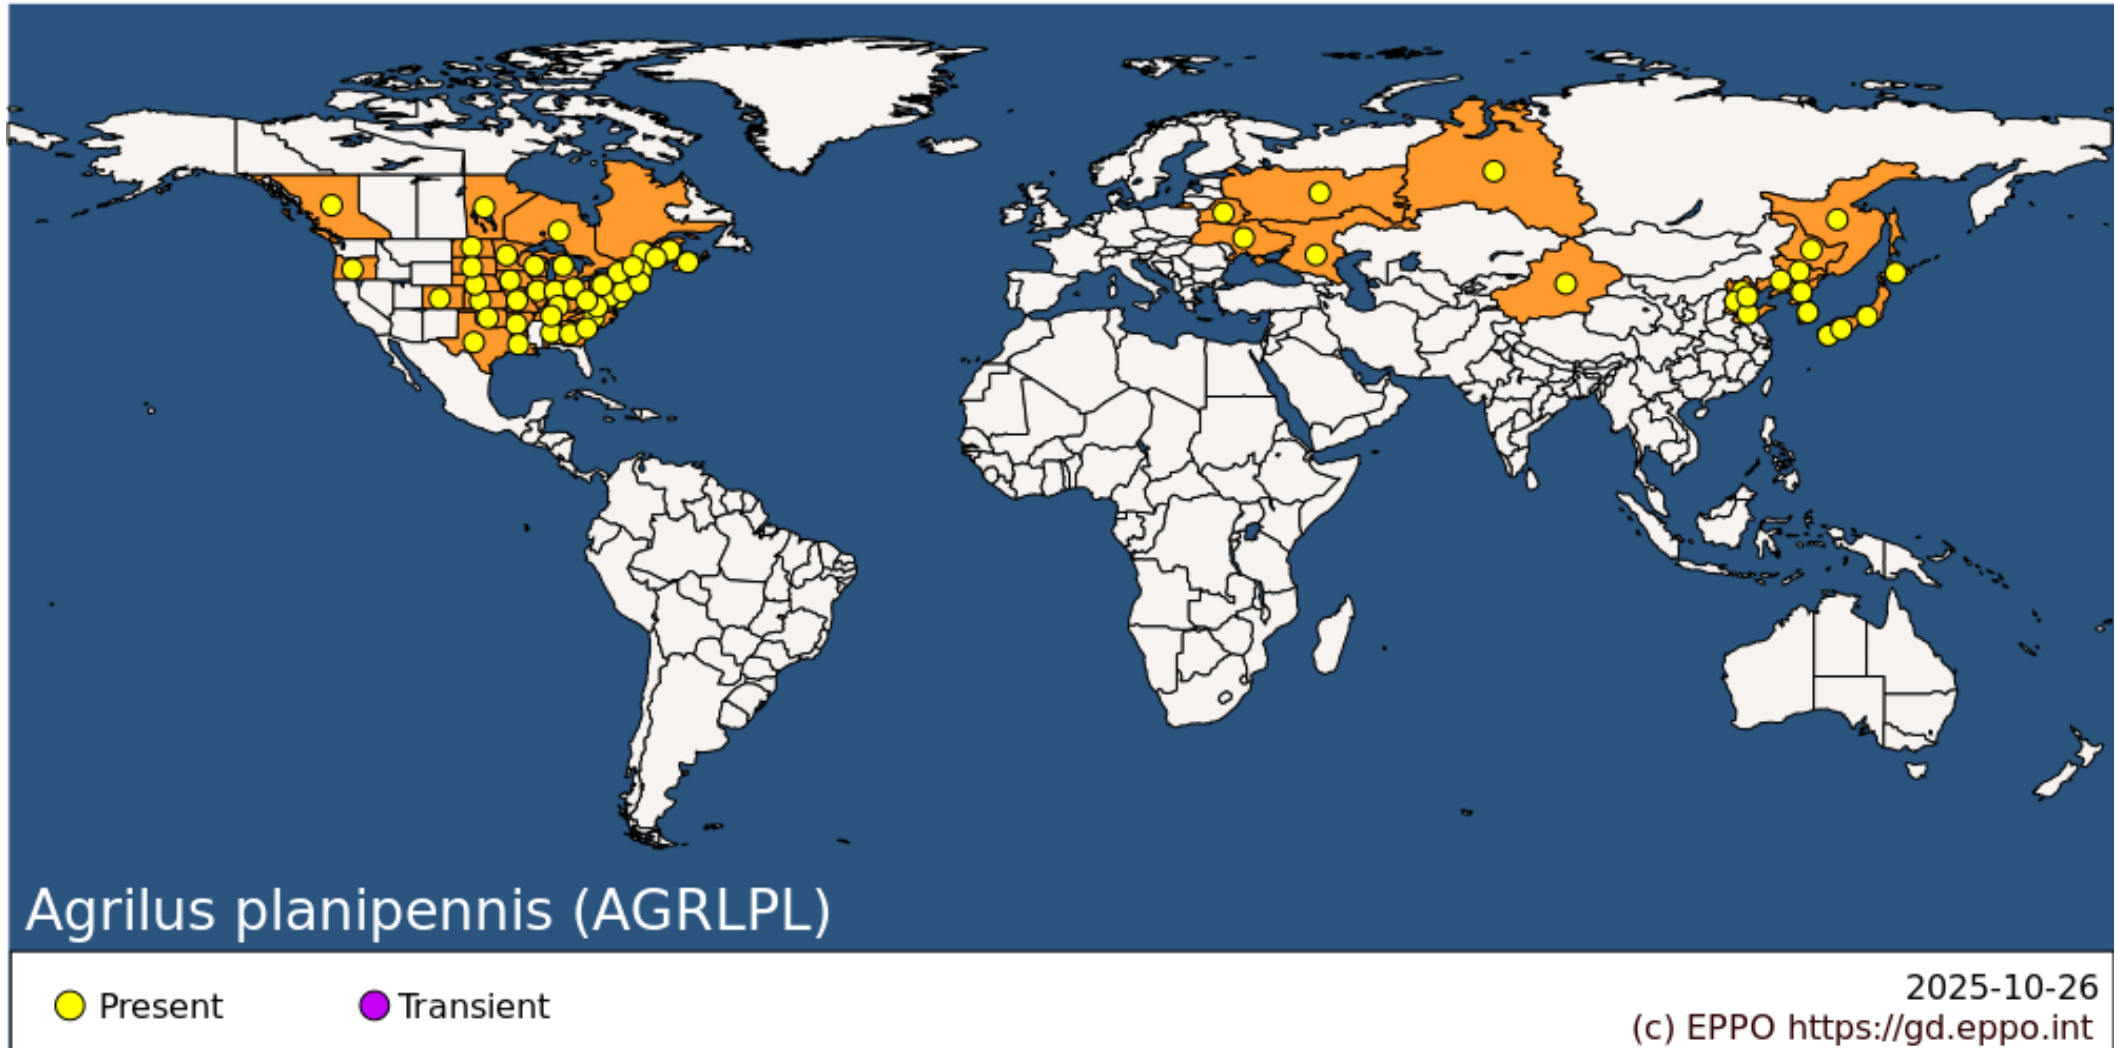 Agrilus planipennis (AGRLPL)
Present
Transient
2025-10-26
(c) EPPO https://gd.eppo.int